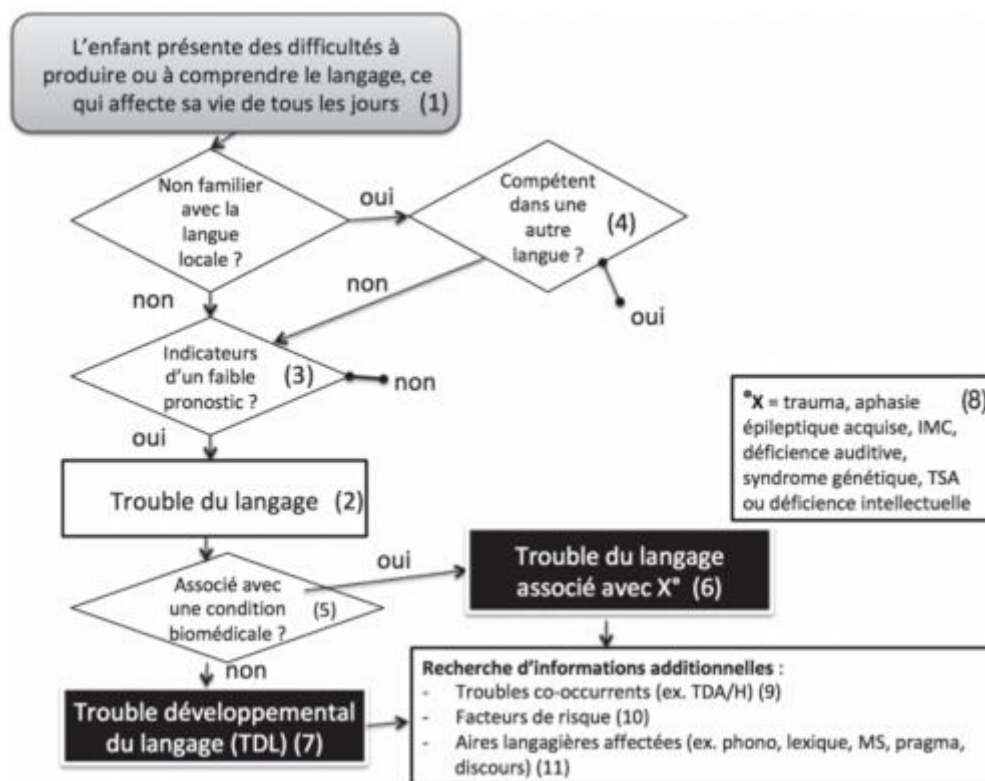 L'enfant présente des difficultés à
produire ou à comprendre le langage, ce
qui affecte sa vie de tous les jours (1)
Non familier
avec la
langue
locale ?
oui
Compétent
dans une
autre
langue ?
(4)
non
non
oui
Indicateurs
d'un faible
pronostic ?
(3)
non
oui
°X = trauma, aphasie (8)
épileptique acquise, IMC,
déficience auditive,
syndrome génétique, TSA
ou déficience intellectuelle
Trouble du langage (2)
Associé avec
une condition
biomédicale ?
(5)
oui
Trouble du langage
associé avec X° (6)
non
Trouble développemental
du langage (TDL) (7)
Recherche d'informations additionnelles :
- Troubles co-occurrents (ex. TDA/H) (9)
- Facteurs de risque (10)
- Aires langagières affectées (ex. phono, lexique, MS, pragma,
discours) (11)